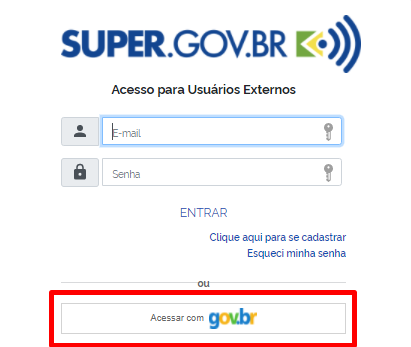 SUPER.GOV.BR
Acesso para Usuários Externos
E-mail
Senha
ENTRAR
Clique aqui para se cadastrar
Esqueci minha senha
ou
Acessar com gov.br